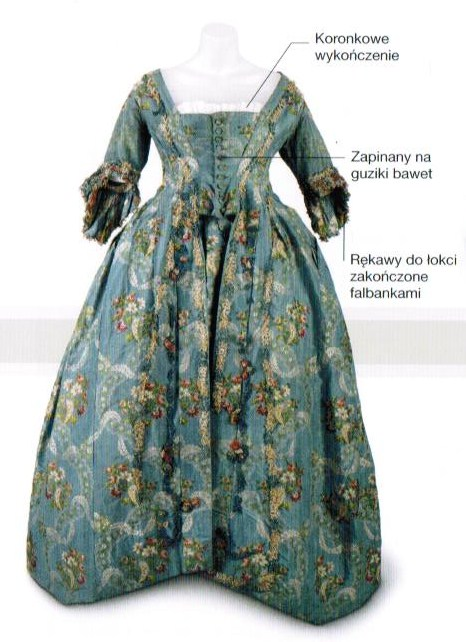 Koronkowe
wykończenie
Zapinany na
guziki bawet
Rękawy do łokci
zakończone
falbankami